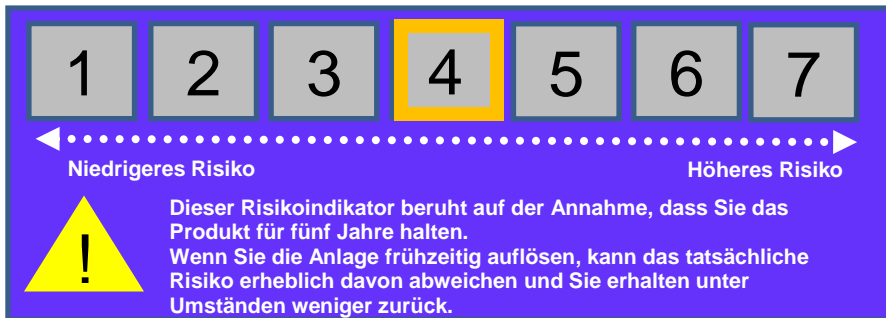 1 2 3 4 5 6 7
Niedrigeres Risiko Höheres Risiko
!
Dieser Risikoindikator beruht auf der Annahme, dass Sie das
Produkt für fünf Jahre halten.
Wenn Sie die Anlage frühzeitig auflösen, kann das tatsächliche
Risiko erheblich davon abweichen und Sie erhalten unter
Umständen weniger zurück.